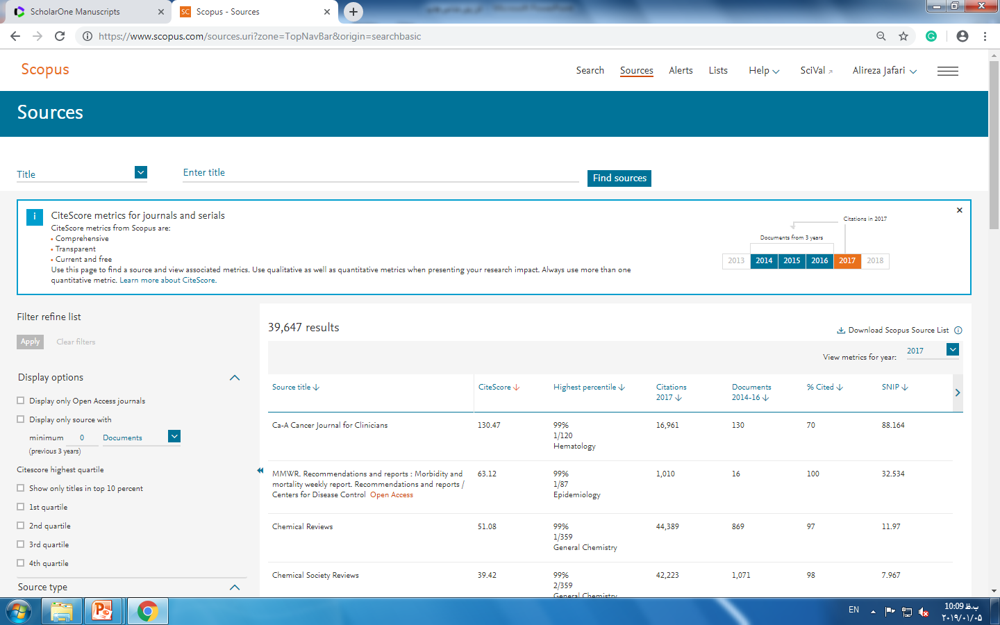 ScholarOne Manuscripts
Scopus - Sources
https://www.scopus.com/sources.uri?zone=TopNavBar&origin=searchbasic
Scopus
Search Sources Alerts Lists Help SciVal Alireza Jafari
Sources
Title
Enter title
Find sources
i
CiteScore metrics for journals and serials
CiteScore metrics from Scopus are:
• Comprehensive
• Transparent
• Current and free
Use this page to find a source and view associated metrics. Use qualitative as well as quantitative metrics when presenting your research impact. Always use more than one
quantitative metric. Learn more about CiteScore.
Citations in 2017
Documents from 3 years
2013 2014 2015 2016 2017 2018
Filter refine list
Apply Clear filters
Display options
Display only Open Access journals
Display only source with
minimum 0 Documents
(previous 3 years)
Citescore highest quartile
Show only titles in top 10 percent
1st quartile
2nd quartile
3rd quartile
4th quartile
Source type
39,647 results
Download Scopus Source List
View metrics for year: 2017
Source title CiteScore Highest percentile Citations 2017 Documents 2014-16 % Cited SNIP
Ca-A Cancer Journal for Clinicians 130.47 99% 16,961 130 70 88.164
1/120
Hematology
MMWR. Recommendations and reports : Morbidity and 63.12 99% 1,010 16 100 32.534
mortality weekly report. Recommendations and reports / 1/87
Centers for Disease Control Open Access Epidemiology
Chemical Reviews 51.08 99% 44,389 869 97 11.97
1/359
General Chemistry
Chemical Society Reviews 39.42 99% 42,223 1,071 98 7.967
2/359
General Chemistry
EN
10:09 ب.ظ
۲۰۱۹/۰۱/۰۵